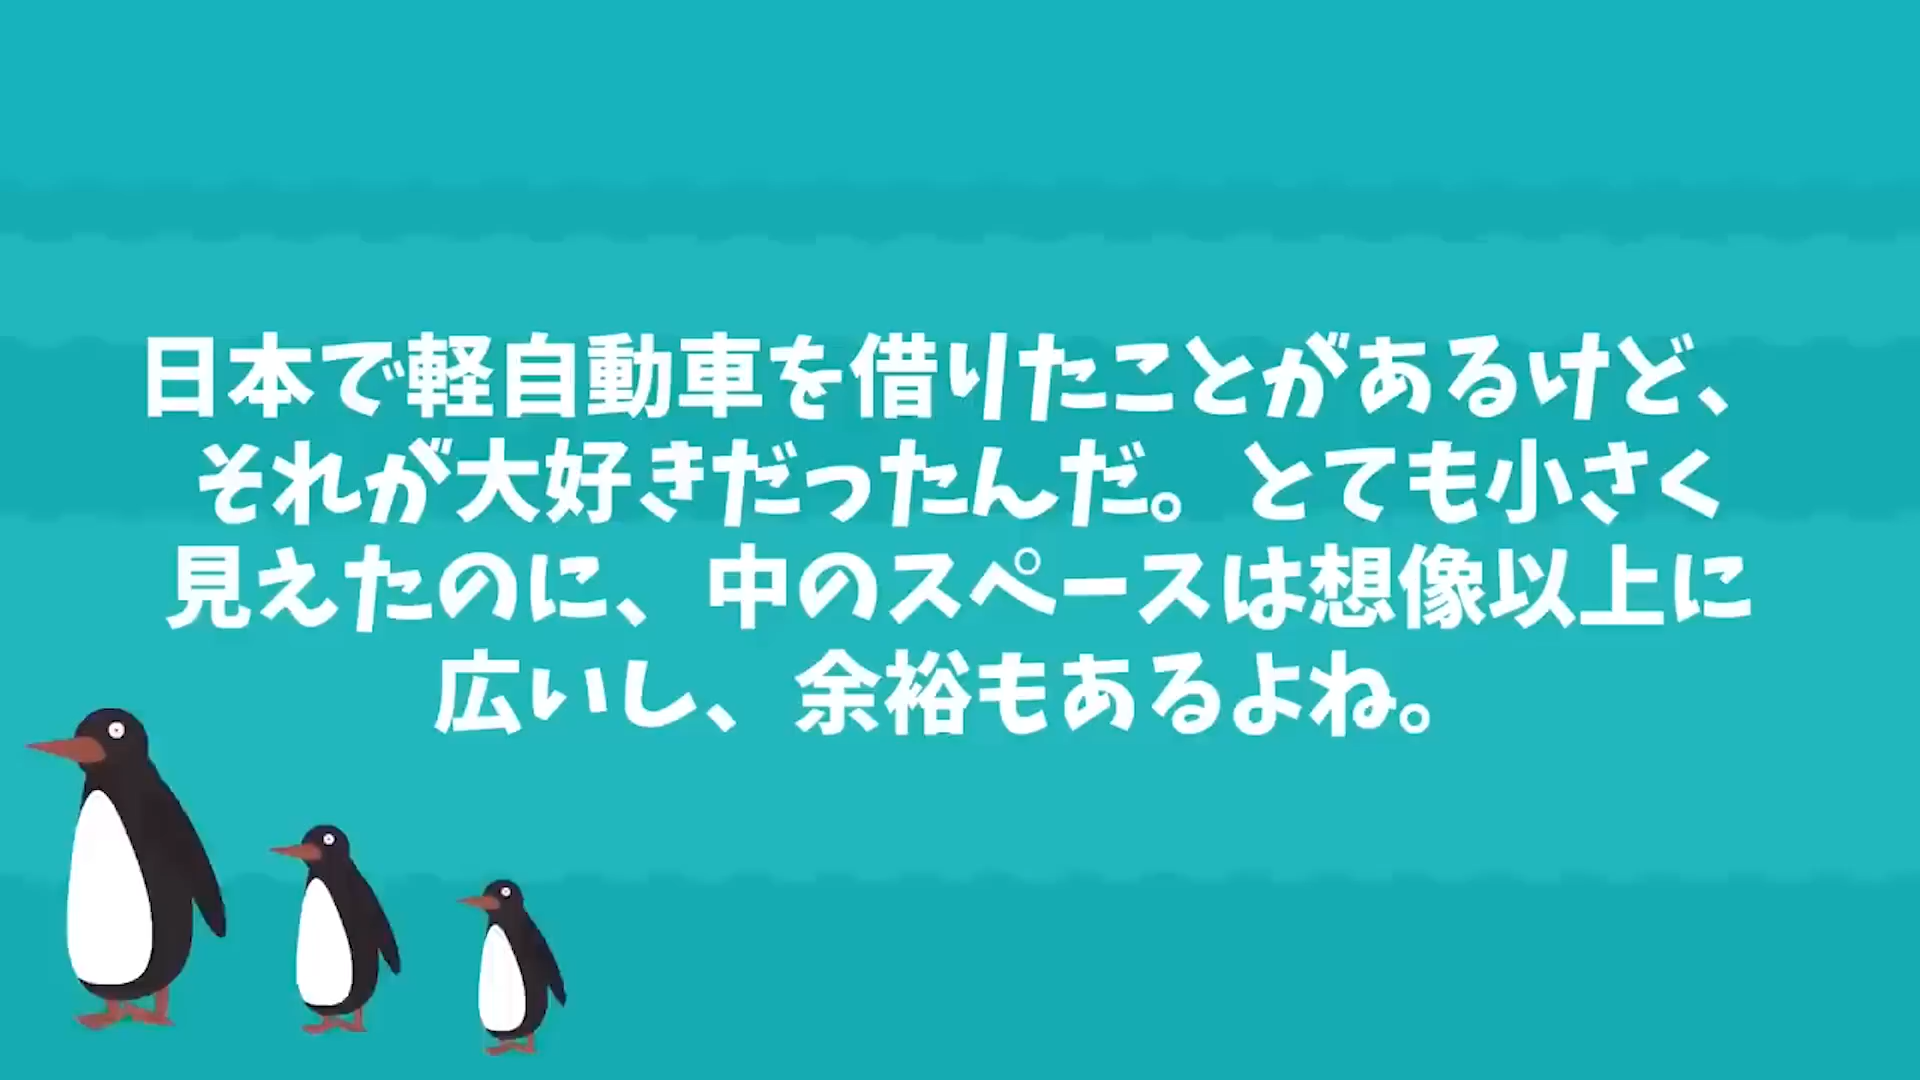 日本で軽自動車を借りたことがあるけど、
それが大好きだったんだ。とても小さく
見えたのに、中のスペースは想像以上に
広いし、余裕もあるよね。